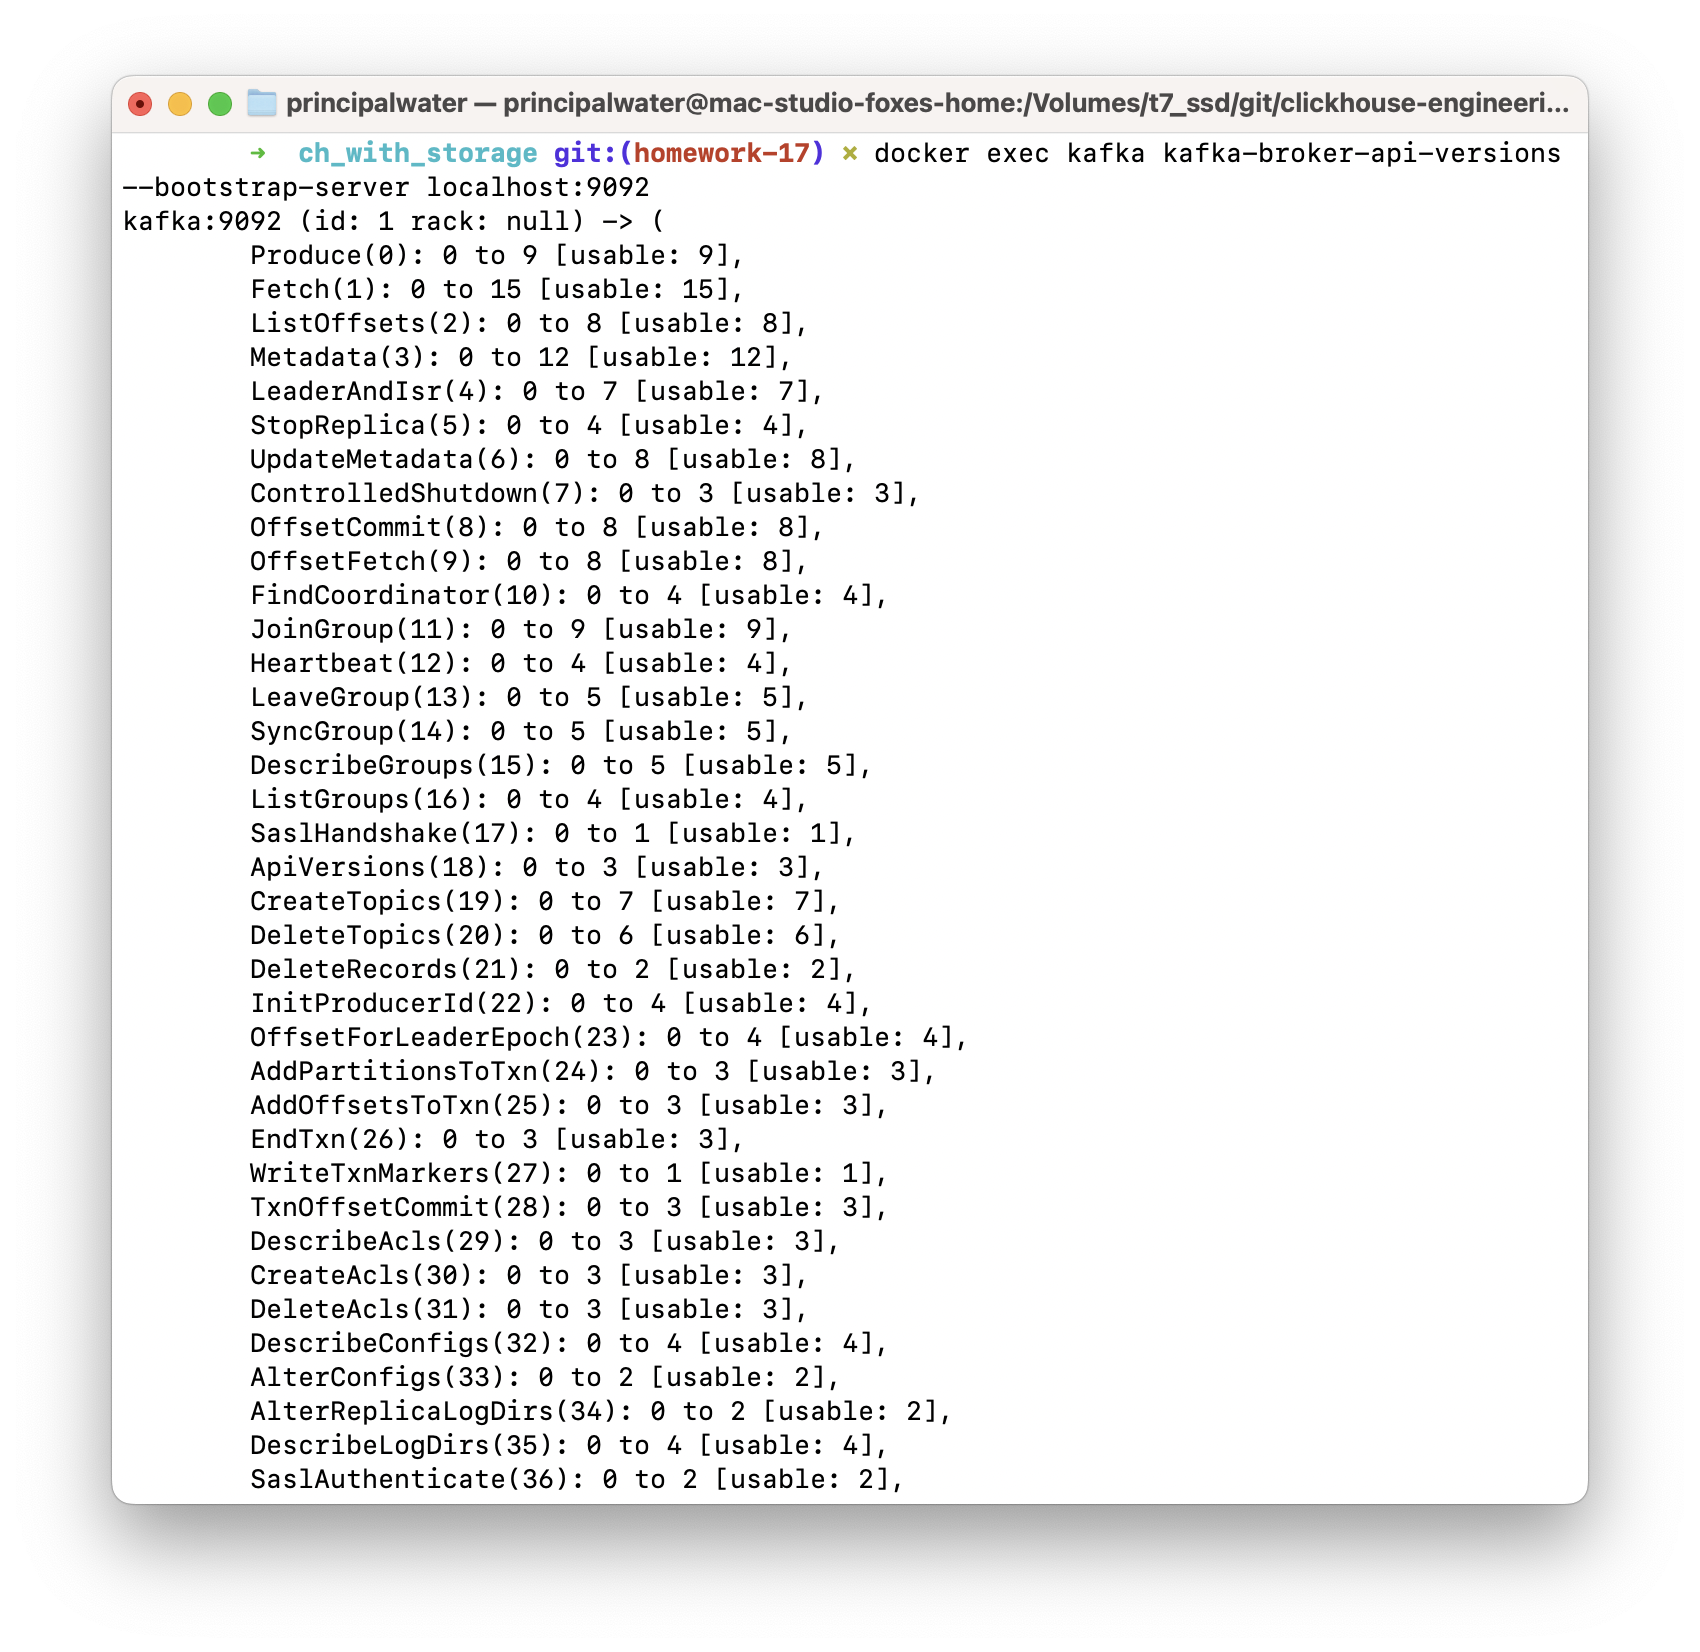 principalwater — principalwater@mac-studio-foxes-home:/Volumes/t7_ssd/git/clickhouse-engineeri...
➜  ch_with_storage git:(homework-17) ✗ docker exec kafka kafka-broker-api-versions
--bootstrap-server localhost:9092
kafka:9092 (id: 1 rack: null) -> (
Produce(0): 0 to 9 [usable: 9],
Fetch(1): 0 to 15 [usable: 15],
ListOffsets(2): 0 to 8 [usable: 8],
Metadata(3): 0 to 12 [usable: 12],
LeaderAndIsr(4): 0 to 7 [usable: 7],
StopReplica(5): 0 to 4 [usable: 4],
UpdateMetadata(6): 0 to 8 [usable: 8],
ControlledShutdown(7): 0 to 3 [usable: 3],
OffsetCommit(8): 0 to 8 [usable: 8],
OffsetFetch(9): 0 to 8 [usable: 8],
FindCoordinator(10): 0 to 4 [usable: 4],
JoinGroup(11): 0 to 9 [usable: 9],
Heartbeat(12): 0 to 4 [usable: 4],
LeaveGroup(13): 0 to 5 [usable: 5],
SyncGroup(14): 0 to 5 [usable: 5],
DescribeGroups(15): 0 to 5 [usable: 5],
ListGroups(16): 0 to 4 [usable: 4],
SaslHandshake(17): 0 to 1 [usable: 1],
ApiVersions(18): 0 to 3 [usable: 3],
CreateTopics(19): 0 to 7 [usable: 7],
DeleteTopics(20): 0 to 6 [usable: 6],
DeleteRecords(21): 0 to 2 [usable: 2],
InitProducerId(22): 0 to 4 [usable: 4],
OffsetForLeaderEpoch(23): 0 to 4 [usable: 4],
AddPartitionsToTxn(24): 0 to 3 [usable: 3],
AddOffsetsToTxn(25): 0 to 3 [usable: 3],
EndTxn(26): 0 to 3 [usable: 3],
WriteTxnMarkers(27): 0 to 1 [usable: 1],
TxnOffsetCommit(28): 0 to 3 [usable: 3],
DescribeAcls(29): 0 to 3 [usable: 3],
CreateAcls(30): 0 to 3 [usable: 3],
DeleteAcls(31): 0 to 3 [usable: 3],
DescribeConfigs(32): 0 to 4 [usable: 4],
AlterConfigs(33): 0 to 2 [usable: 2],
AlterReplicaLogDirs(34): 0 to 2 [usable: 2],
DescribeLogDirs(35): 0 to 4 [usable: 4],
SaslAuthenticate(36): 0 to 2 [usable: 2],